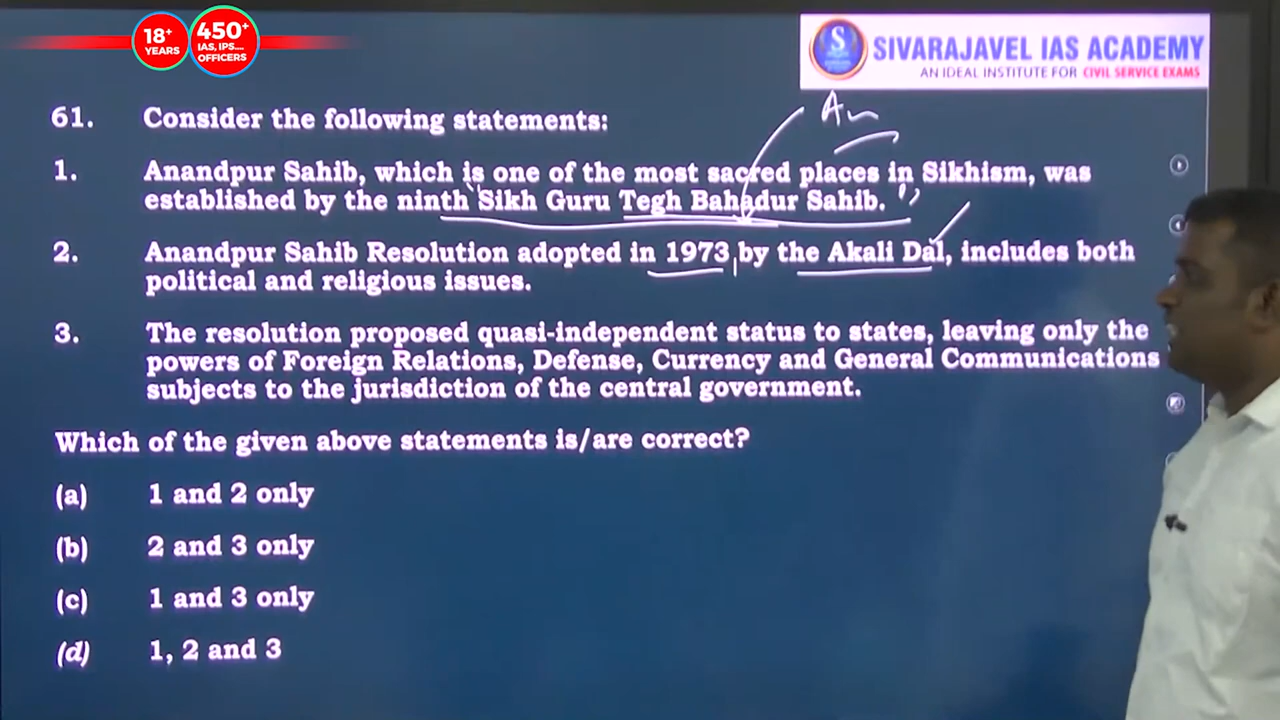 18+
YEARS
450+
IAS, IPS....
OFFICERS
S
SIVARAJAVEL IAS ACADEMY
AN IDEAL INSTITUTE FOR CIVIL SERVICE EXAMS
61. Consider the following statements:
1. Anandpur Sahib, which is one of the most sacred places in Sikhism, was
established by the ninth Sikh Guru Tegh Bahadur Sahib.
2. Anandpur Sahib Resolution adopted in 1973 by the Akali Dal, includes both
political and religious issues.
3. The resolution proposed quasi-independent status to states, leaving only the
powers of Foreign Relations, Defense, Currency and General Communications
subjects to the jurisdiction of the central government.
Which of the given above statements is/are correct?
(a) 1 and 2 only
(b) 2 and 3 only
(c) 1 and 3 only
(d) 1, 2 and 3